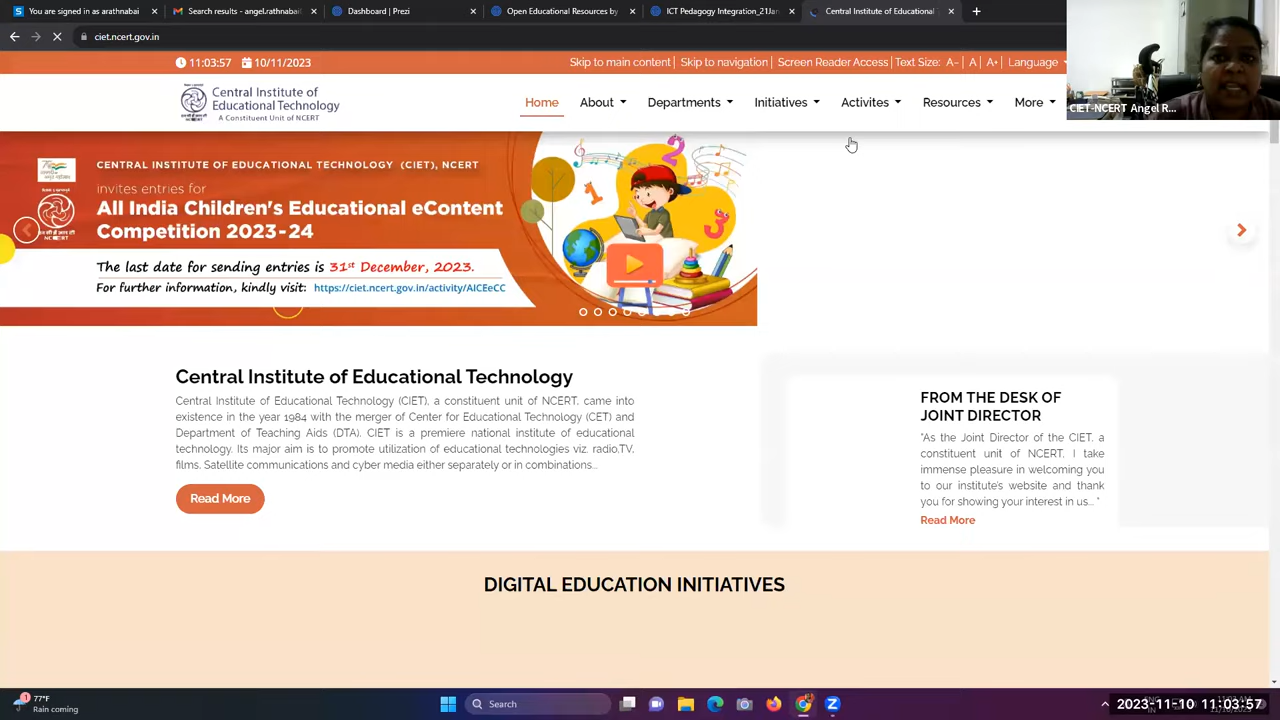 You are signed in as arathnabai
Search results - angel.rathnabai
Dashboard | Prezi
Open Educational Resources by
ICT Pedagogy Integration_21Jan
Central Institute of Educational
ciet.ncert.gov.in
11:03:57
10/11/2023
Skip to main content
Skip to navigation
Screen Reader Access
Text Size: A- A A+
Language
CIET-NCERT Angel R...
Central Institute of
Educational Technology
A Constituent Unit of NCERT
Home
About
Departments
Initiatives
Activites
Resources
More
CENTRAL INSTITUTE OF EDUCATIONAL TECHNOLOGY (CIET), NCERT
invites entries for
All India Children's Educational eContent
Competition 2023-24
The last date for sending entries is 31st December, 2023.
For further information, kindly visit: https://ciet.ncert.gov.in/activity/AICEeCC
NCERT
1
2
3
Central Institute of Educational Technology
Central Institute of Educational Technology (CIET), a constituent unit of NCERT, came into
existence in the year 1984 with the merger of Center for Educational Technology (CET) and
Department of Teaching Aids (DTA). CIET is a premiere national institute of educational
technology. Its major aim is to promote utilization of educational technologies viz. radio,TV,
films, Satellite communications and cyber media either separately or in combinations...
Read More
FROM THE DESK OF
JOINT DIRECTOR
"As the Joint Director of the CIET, a
constituent unit of NCERT, I take
immense pleasure in welcoming you
to our institute's website and thank
you for showing your interest in us... "
Read More
DIGITAL EDUCATION INITIATIVES
1
77°F
Rain coming
Search
2023-11-10 11:03:57